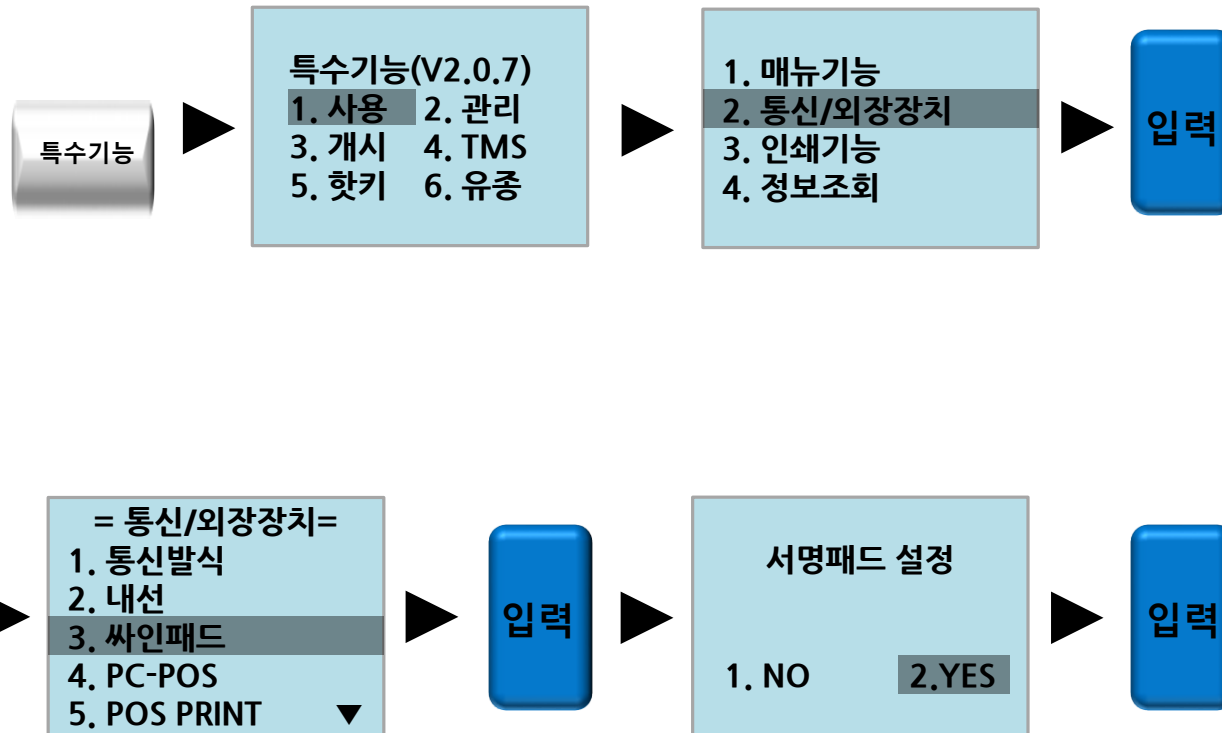 특수기능
특수기능(V2.0.7)
1. 사용 2. 관리
3. 개시 4. TMS
5. 핫키 6. 유종
1. 매뉴기능
2. 통신/외장장치
3. 인쇄기능
4. 정보조회
입력
= 통신/외장장치=
1. 통신발식
2. 내선
3. 싸인패드
4. PC-POS
5. POS PRINT ▼
입력
서명패드 설정
1. NO 2.YES
입력